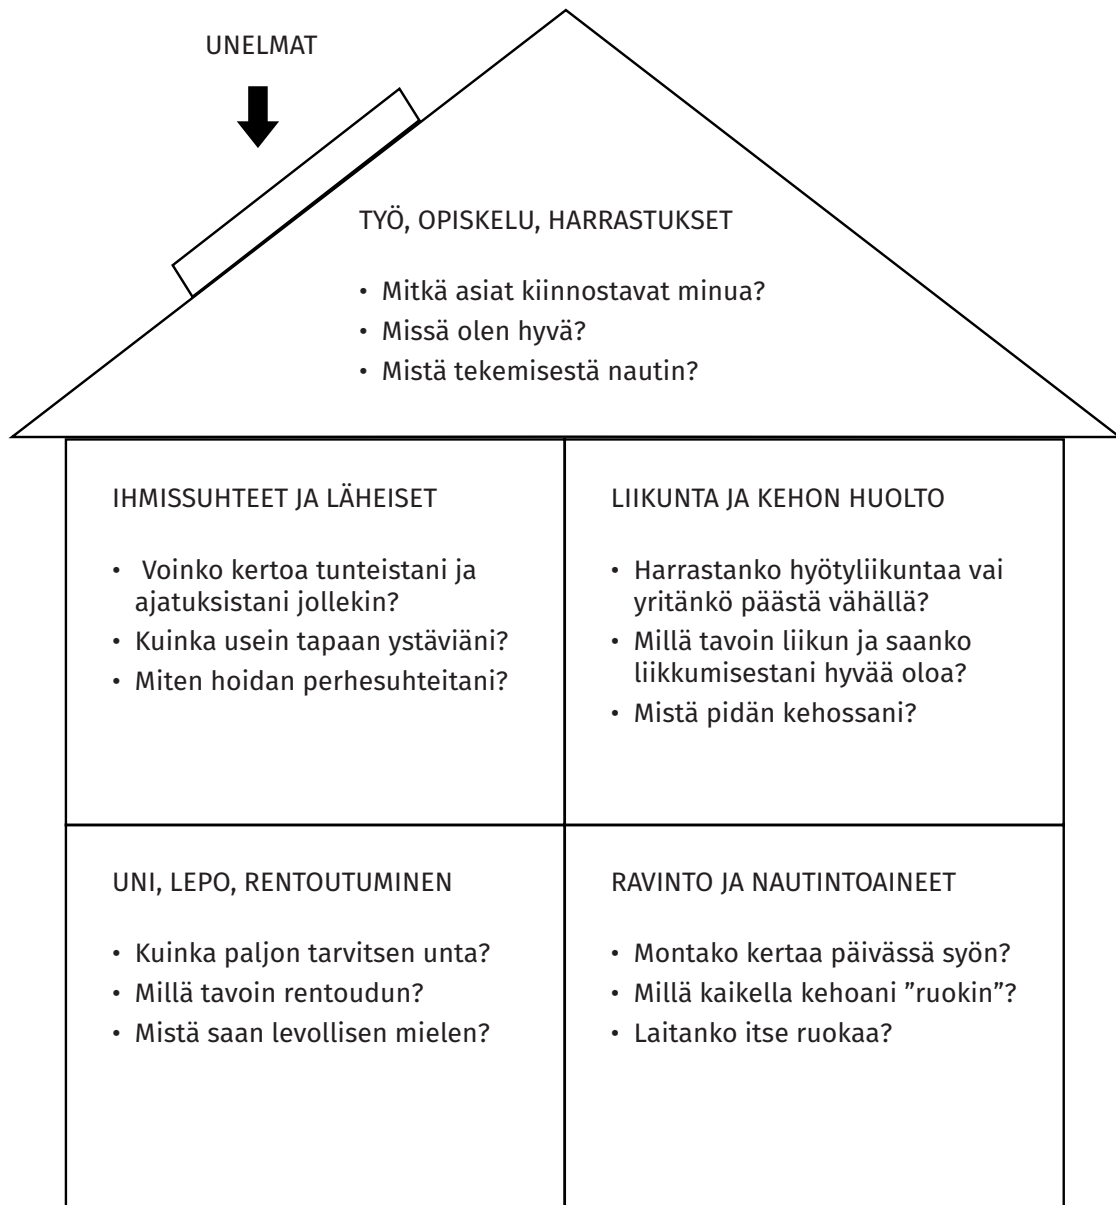 UNELMAT
TYÖ, OPISKELU, HARRASTUKSET
• Mitkä asiat kiinnostavat minua?
• Missä olen hyvä?
• Mistä tekemisestä nautin?
IHMISSUHTEET JA LÄHEISET
• Voinko kertoa tunteistani ja
ajatuksistani jollekin?
• Kuinka usein tapaan ystäviäni?
• Miten hoidan perhesuhteitani?
LIIKUNTA JA KEHON HUOLTO
• Harrastanko hyötyliikuntaa vai
yritänkö päästä vähällä?
• Millä tavoin liikun ja saanko
liikkumisestani hyvää oloa?
• Mistä pidän kehossani?
UNI, LEPO, RENTOUTUMINEN
• Kuinka paljon tarvitsen unta?
• Millä tavoin rentoudun?
• Mistä saan levollisen mielen?
RAVINTO JA NAUTINTOAINEET
• Montako kertaa päivässä syön?
• Millä kaikella kehoani ”ruokin”?
• Laitanko itse ruokaa?